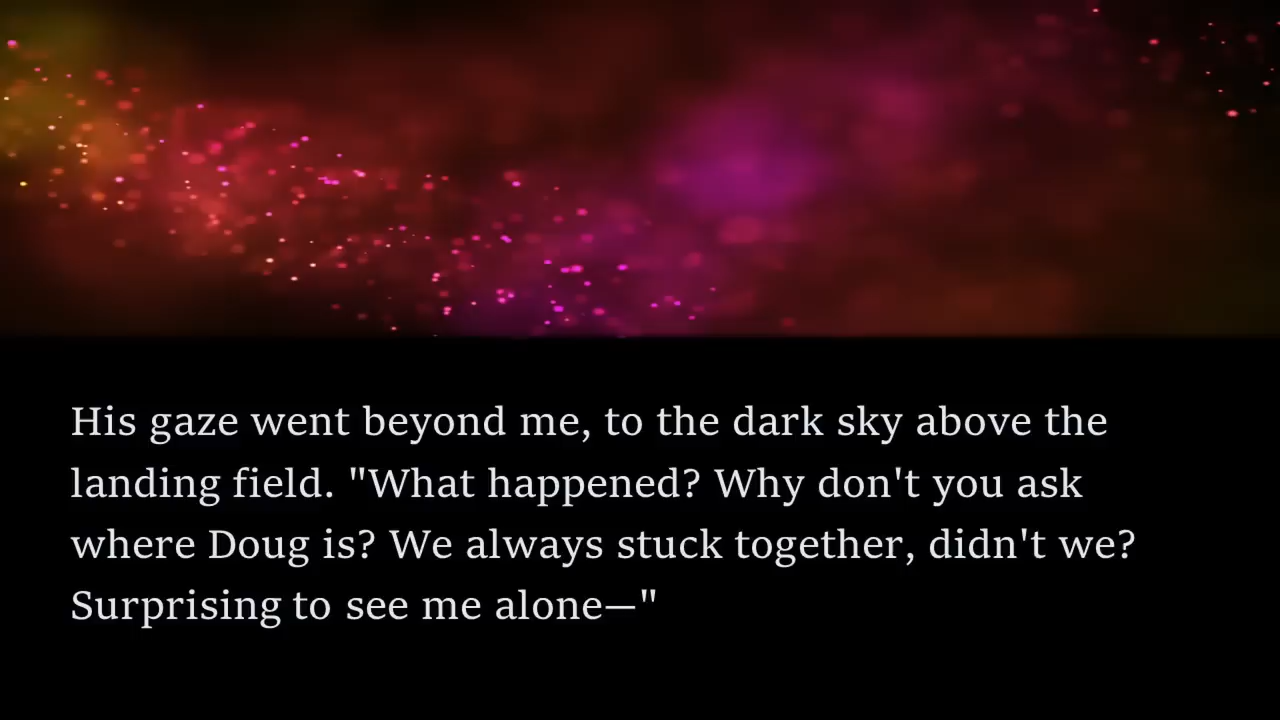 His gaze went beyond me, to the dark sky above the
landing field. "What happened? Why don't you ask
where Doug is? We always stuck together, didn't we?
Surprising to see me alone—"